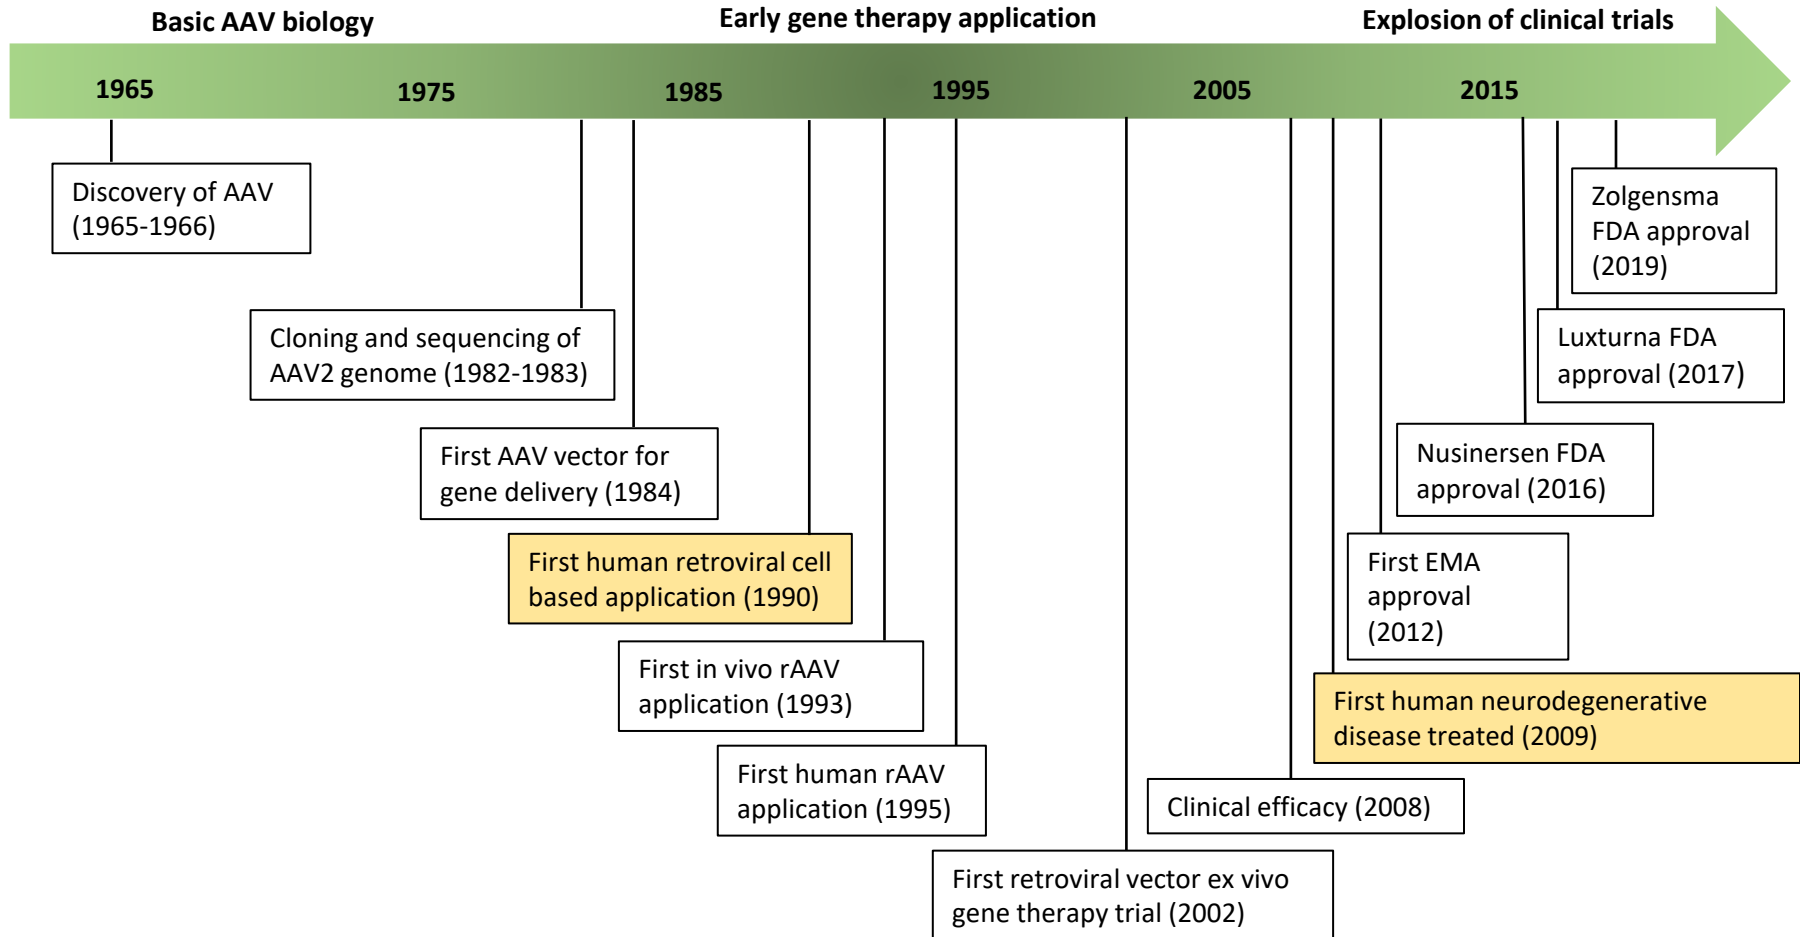 Basic AAV biology
Early gene therapy application
Explosion of clinical trials
1965
1975
1985
1995
2005
2015
Discovery of AAV
(1965-1966)
Cloning and sequencing of
AAV2 genome (1982-1983)
First AAV vector for
gene delivery (1984)
First human retroviral cell
based application (1990)
First in vivo rAAV
application (1993)
First human rAAV
application (1995)
First retroviral vector ex vivo
gene therapy trial (2002)
Clinical efficacy (2008)
First human neurodegenerative
disease treated (2009)
First EMA
approval
(2012)
Nusinersen FDA
approval (2016)
Luxturna FDA
approval (2017)
Zolgensma
FDA approval
(2019)